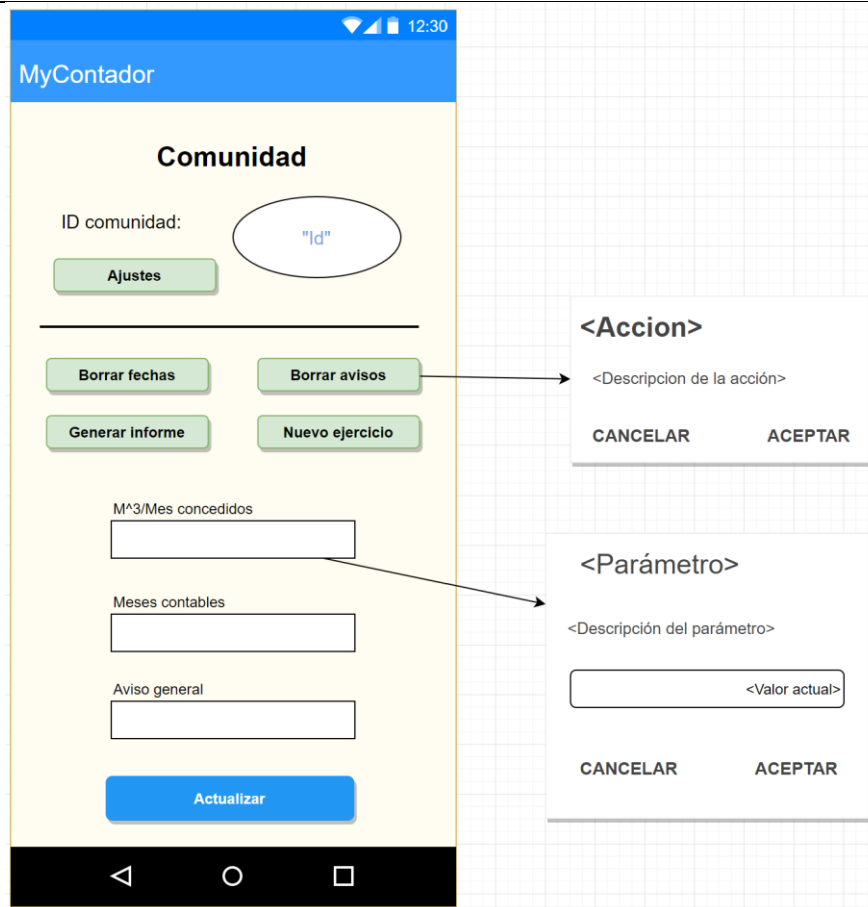 12:30
MyContador
Comunidad
ID comunidad:
"Id"
Ajustes
Borrar fechas
Borrar avisos
Generar informe
Nuevo ejercicio
M^3/Mes concedidos
Meses contables
Aviso general
Actualizar
<Accion>
<Descripcion de la acción>
CANCELAR ACEPTAR
<Parámetro>
<Descripción del parámetro>
<Valor actual>
CANCELAR ACEPTAR